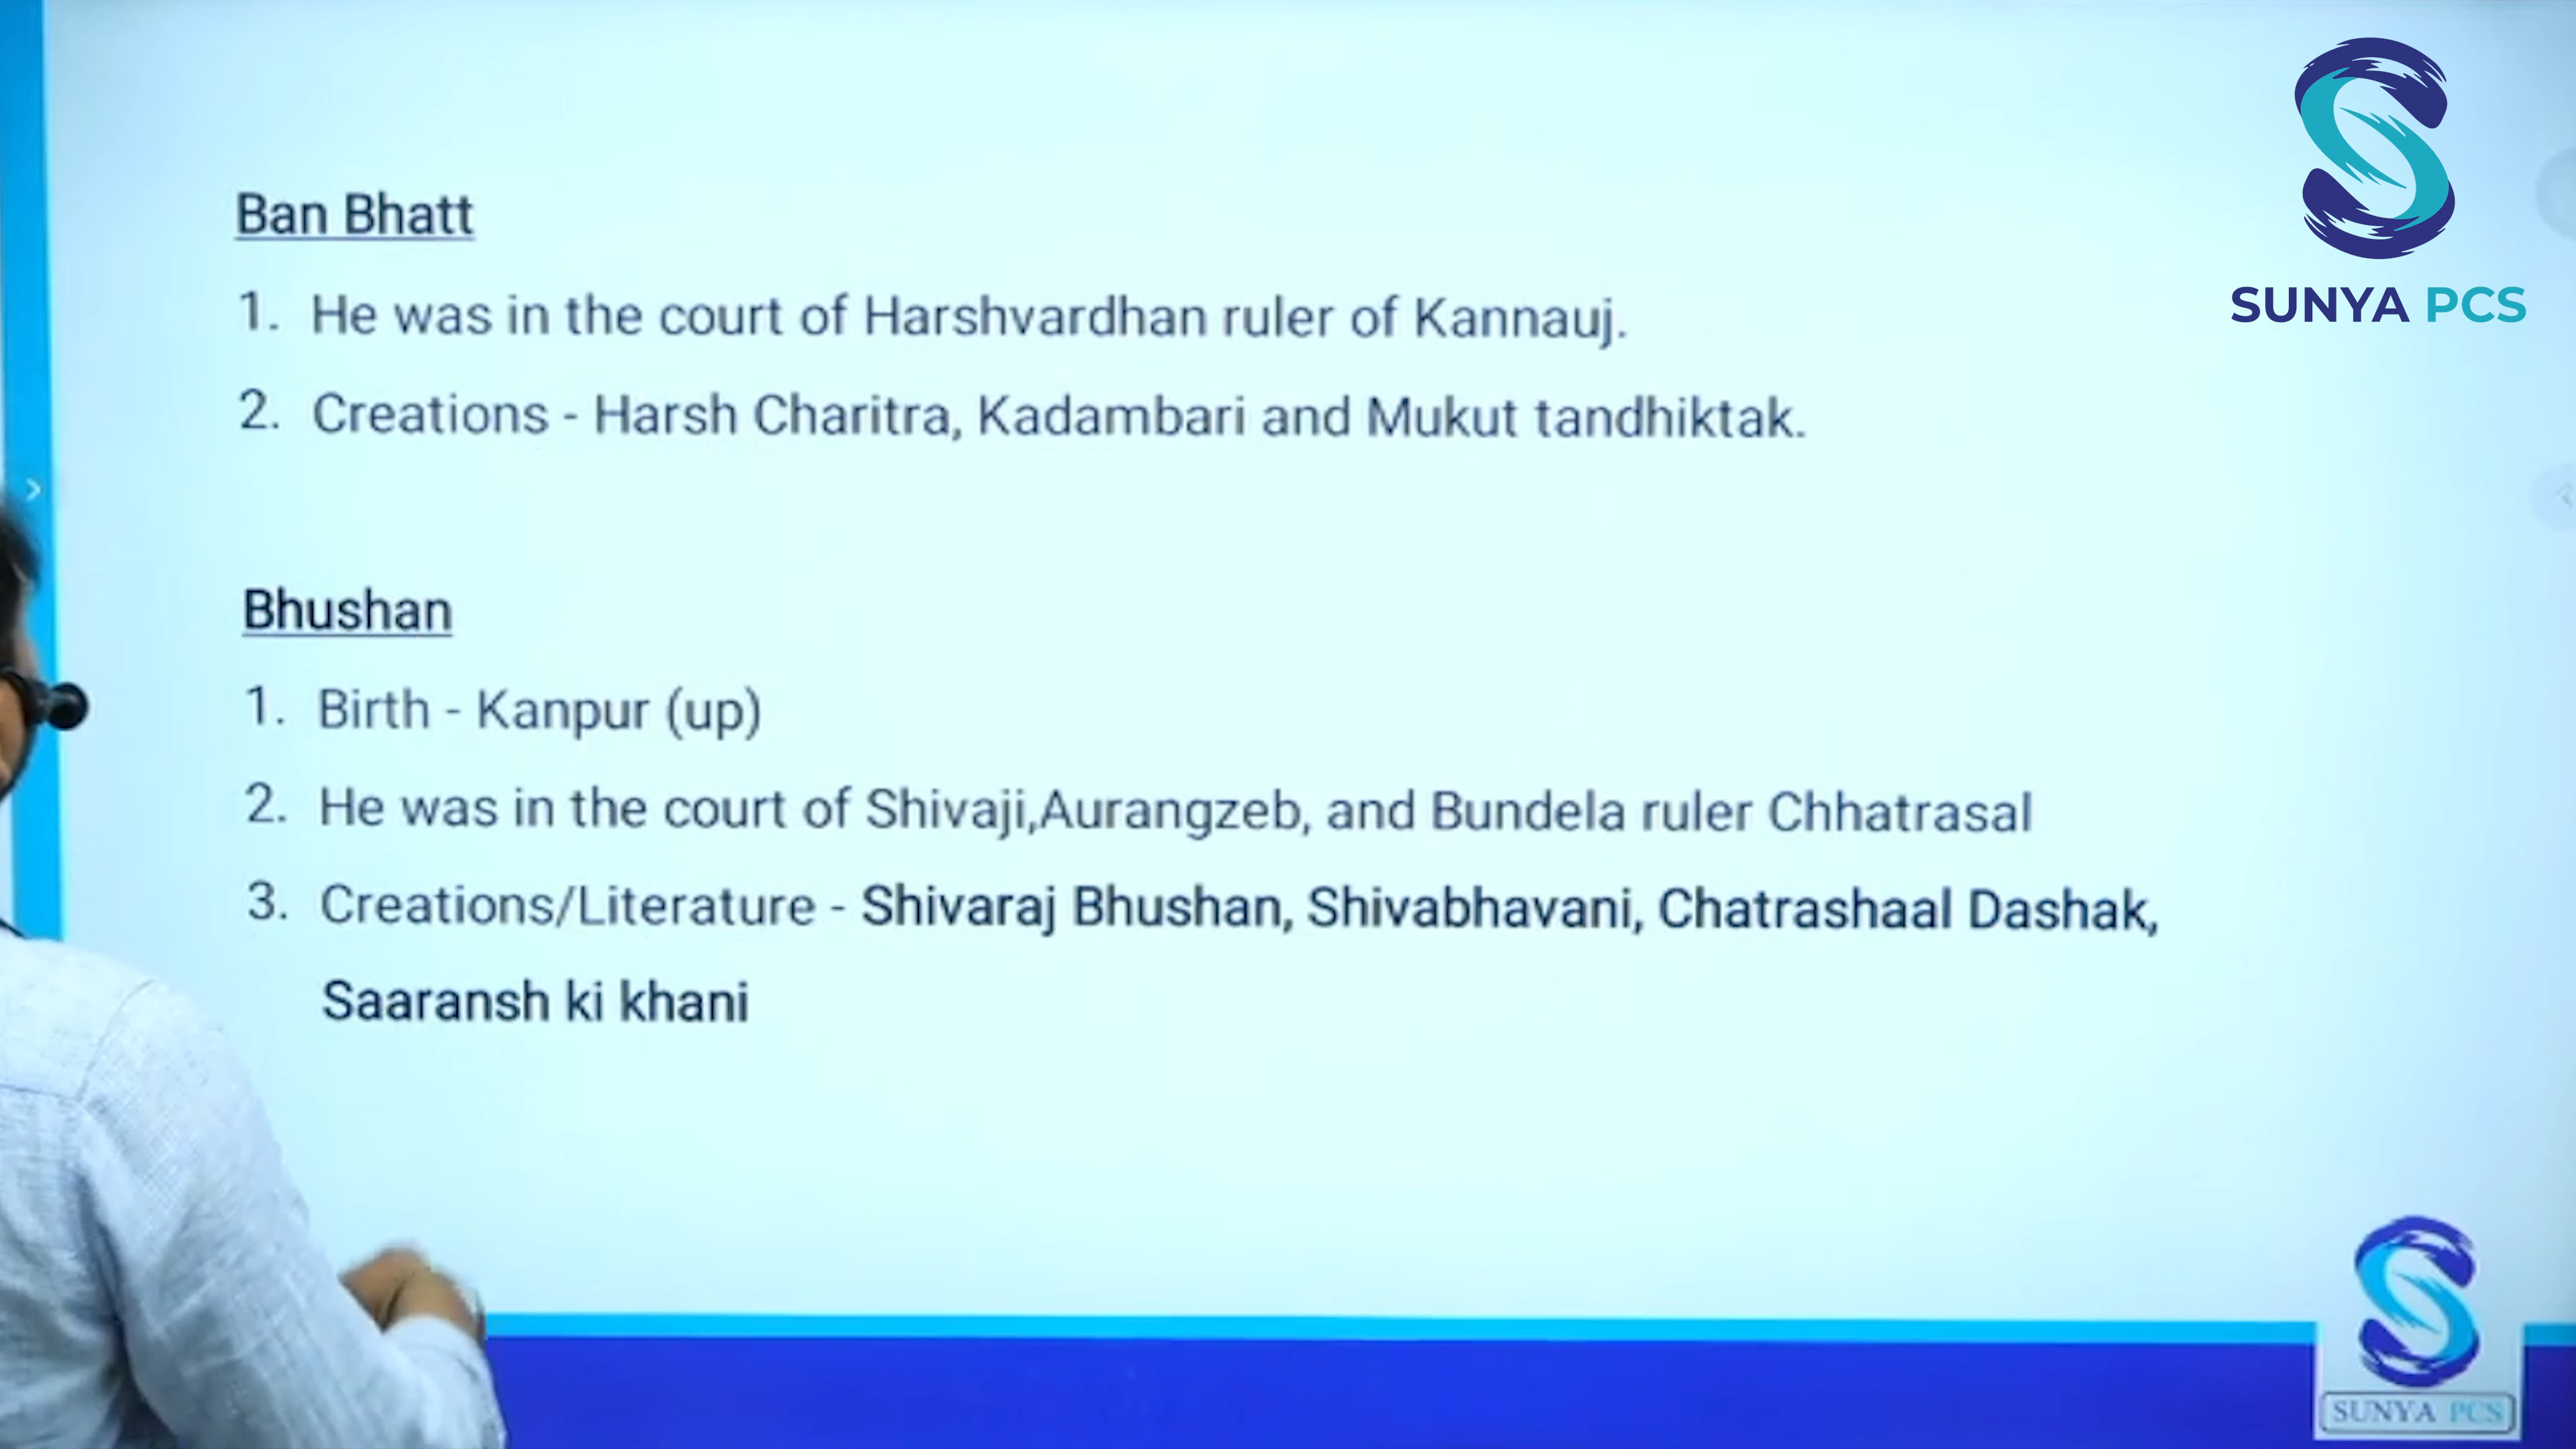 SUNYA PCS
Ban Bhatt
1. He was in the court of Harshvardhan ruler of Kannauj.
2. Creations - Harsh Charitra, Kadambari and Mukut tandhiktak.
Bhushan
1. Birth - Kanpur (up)
2. He was in the court of Shivaji,Aurangzeb, and Bundela ruler Chhatrasal
3. Creations/Literature - Shivaraj Bhushan, Shivabhavani, Chatrashaal Dashak,
Saaransh ki khani
SUNYA PCS